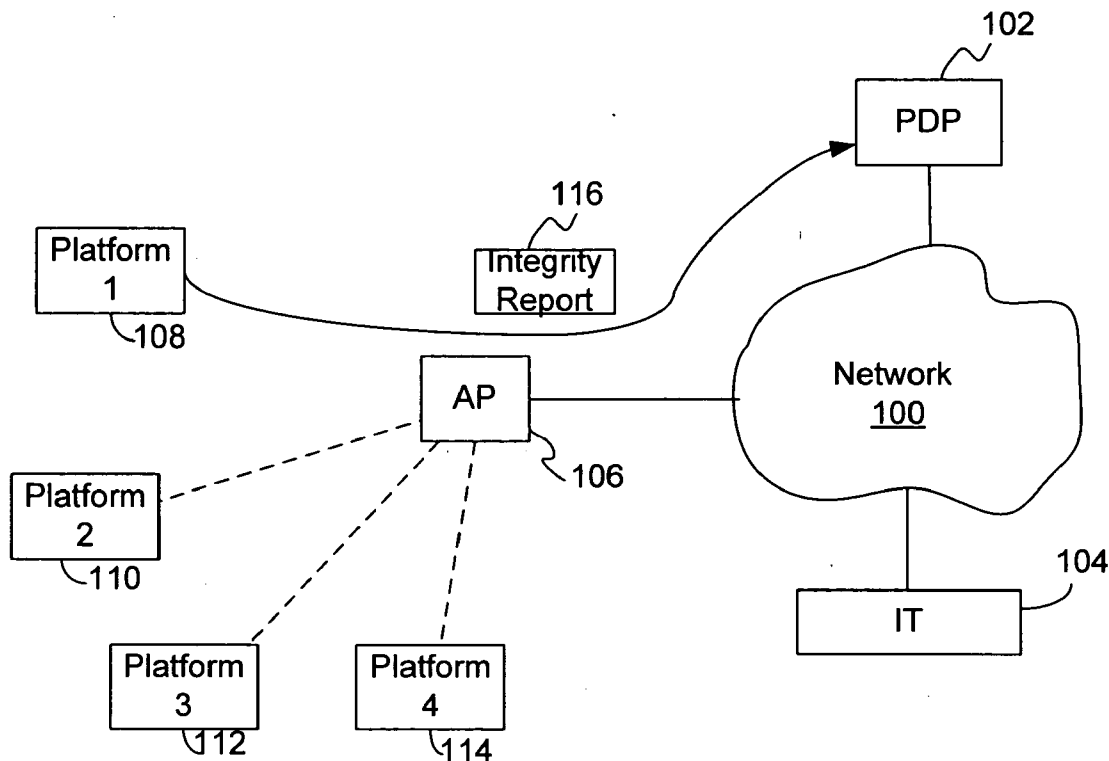 102
PDP
116
Integrity
Report
Platform
1
108
AP
106
Network
100
Platform
2
110
104
IT
Platform
3
112
Platform
4
114